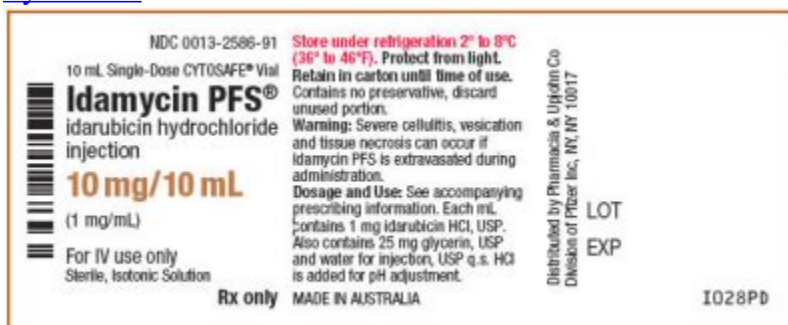 NDC 0013-2586-91
10 mL Single-Dose CYTOSAFE® Vial
Idamycin PFS®
idarubicin hydrochloride
injection
10 mg/10 mL
(1 mg/mL)
For IV use only
Sterile, Isotonic Solution
Rx only
Store under refrigeration 2° to 8°C
(36° to 46°F). Protect from light.
Retain in carton until time of use.
Contains no preservative, discard
unused portion.
Warning: Severe cellulitis, vesication
and tissue necrosis can occur if
Idamycin PFS is extravasated during
administration.
Dosage and Use: See accompanying
prescribing information. Each mL
contains 1 mg idarubicin HCl, USP.
Also contains 25 mg glycerin, USP
and water for injection, USP q.s. HCl
is added for pH adjustment.
MADE IN AUSTRALIA
Distributed by Pharmacia & Upjohn Co
Division of Pfizer Inc, NY, NY 10017
LOT
EXP
IO28PD